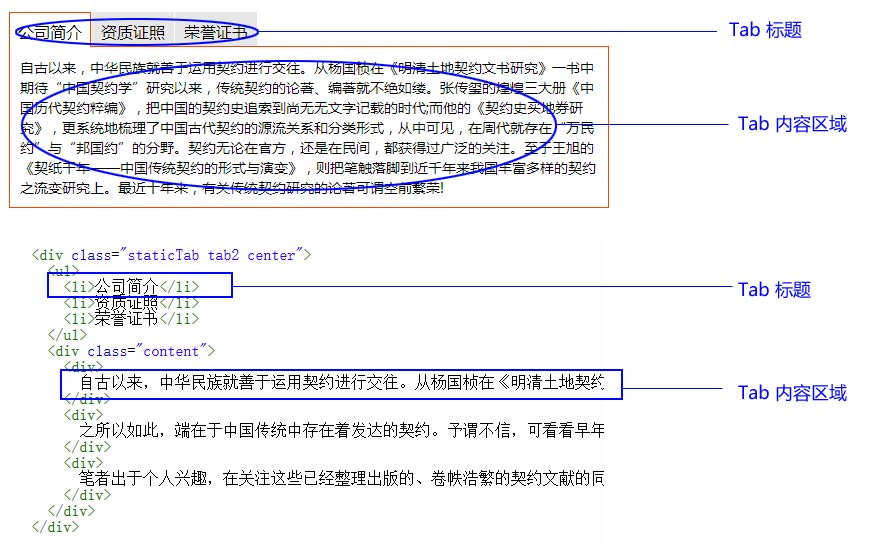 公司简介 资质证照 荣誉证书
Tab 标题
自古以来，中华民族就善于运用契约进行交往。从杨国桢在《明清土地契约文书研究》一书中
期待“中国契约学”研究以来，传统契约的论著、编著就不绝如缕。张传玺的煌煌三大册《中
国历代契约粹编》，把中国的契约史追索到尚无无文字记载的时代;而他的《契约史买地券研
究》，更系统地梳理了中国古代契约的源流关系和分类形式，从中可见，在周代就存在“万民
约”与“邦国约”的分野。契约无论在官方，还是在民间，都获得过广泛的关注。至于王旭的
《契纸千年——中国传统契约的形式与演变》，则把笔触落脚到近千年来我国丰富多样的契约
之流变研究上。最近十年来，有关传统契约研究的论著可谓空前繁荣!
Tab 内容区域
<div class="staticTab tab2 center">
<ul>
<li>公司简介</li>
Tab 标题
<li>资质证照</li>
<li>荣誉证书</li>
</ul>
<div class="content">
<div>
自古以来，中华民族就善于运用契约进行交往。从杨国桢在《明清土地契约
Tab 内容区域
</div>
<div>
之所以如此，端在于中国传统中存在着发达的契约。予谓不信，可看看早年
</div>
<div>
笔者出于个人兴趣，在关注这些已经整理出版的、卷帙浩繁的契约文献的同
</div>
</div>
</div>